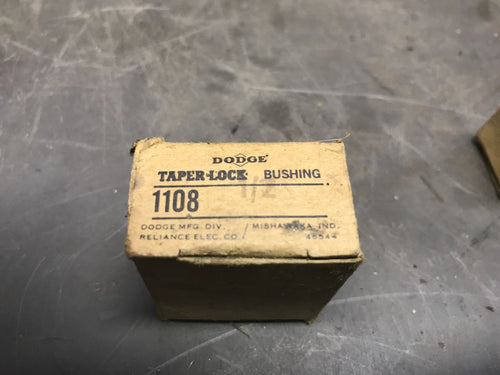 DODGE
TAPER-LOCK BUSHING
1/2
1108
DODGE MFG. DIV. MISHAWAKA, IND.
RELIANCE ELEC. CO. 46544